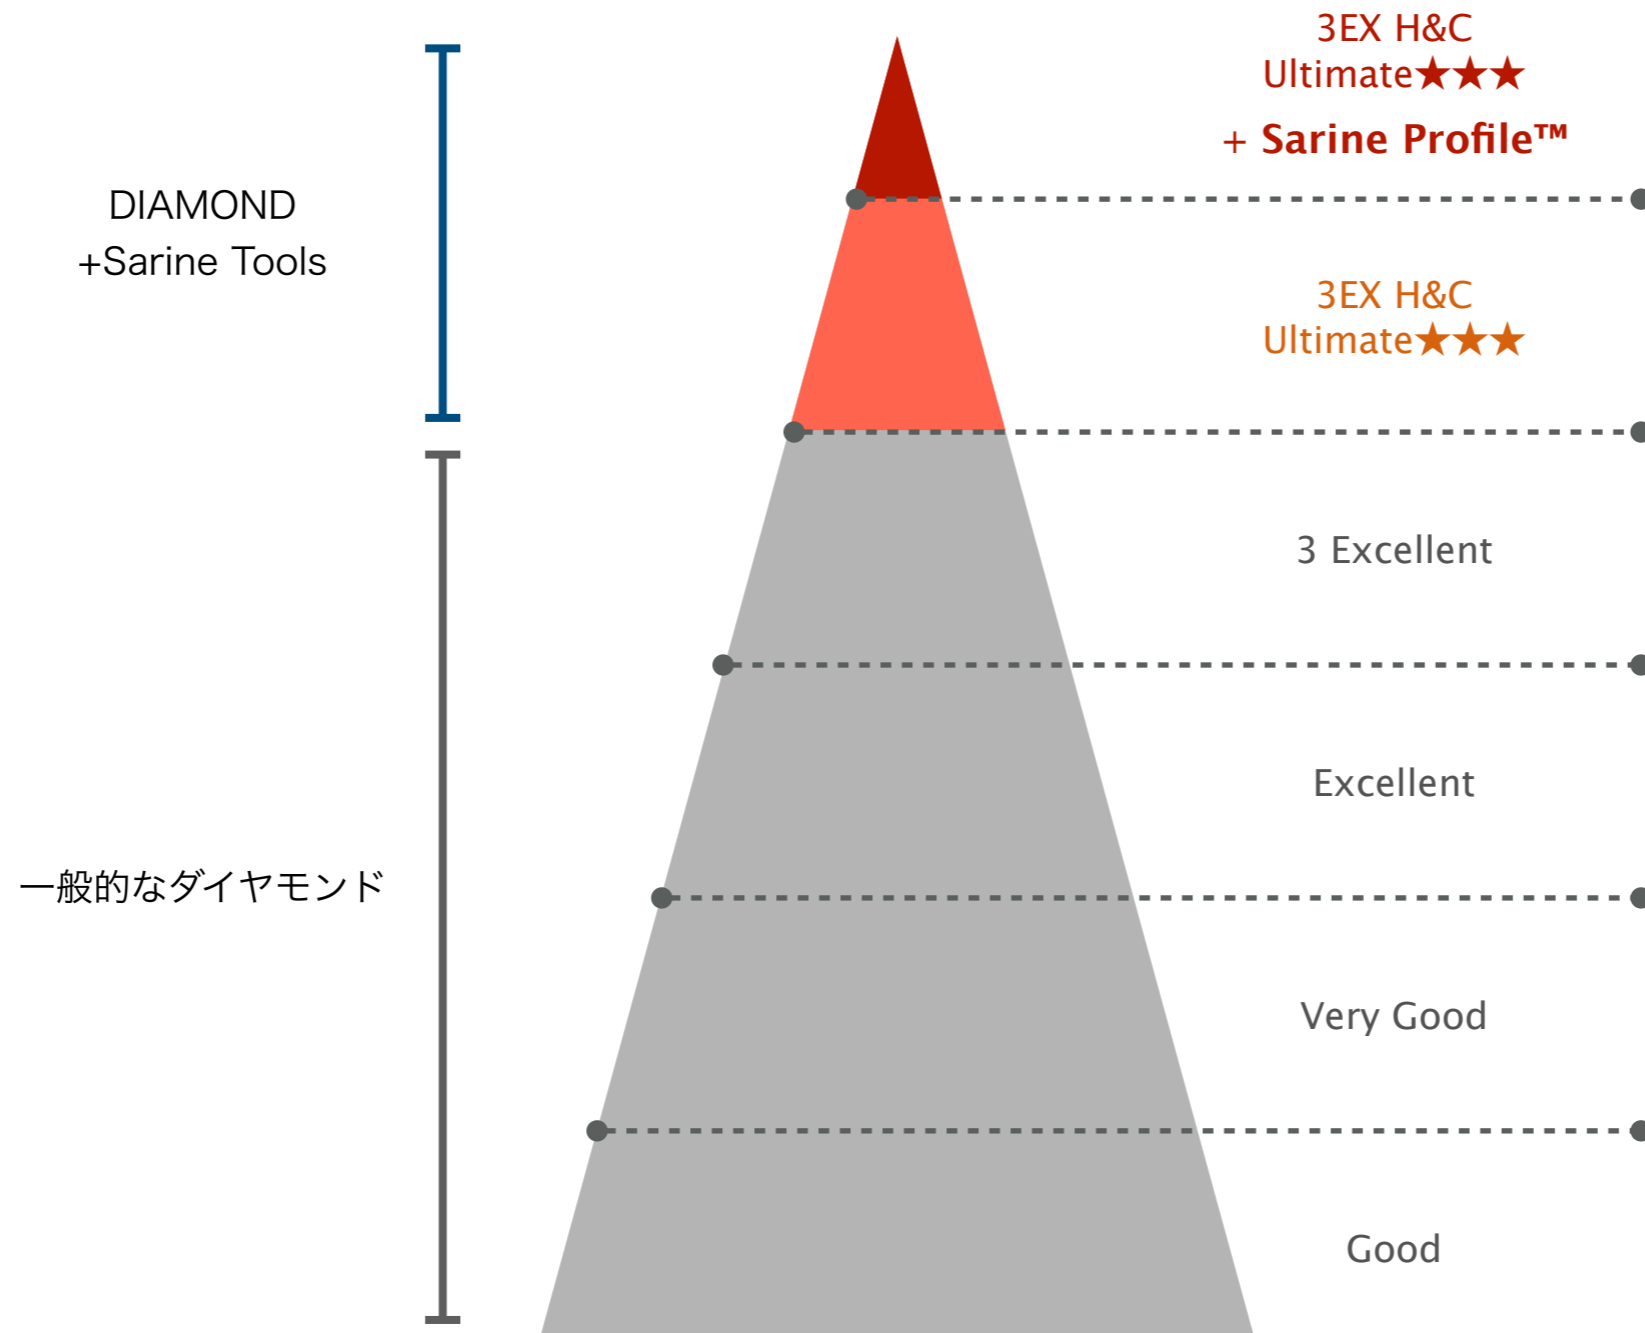 3EX H&C
Ultimate★★★
+ Sarine Profile™
DIAMOND
+Sarine Tools
3EX H&C
Ultimate★★★
3 Excellent
Excellent
一般的なダイヤモンド
Very Good
Good